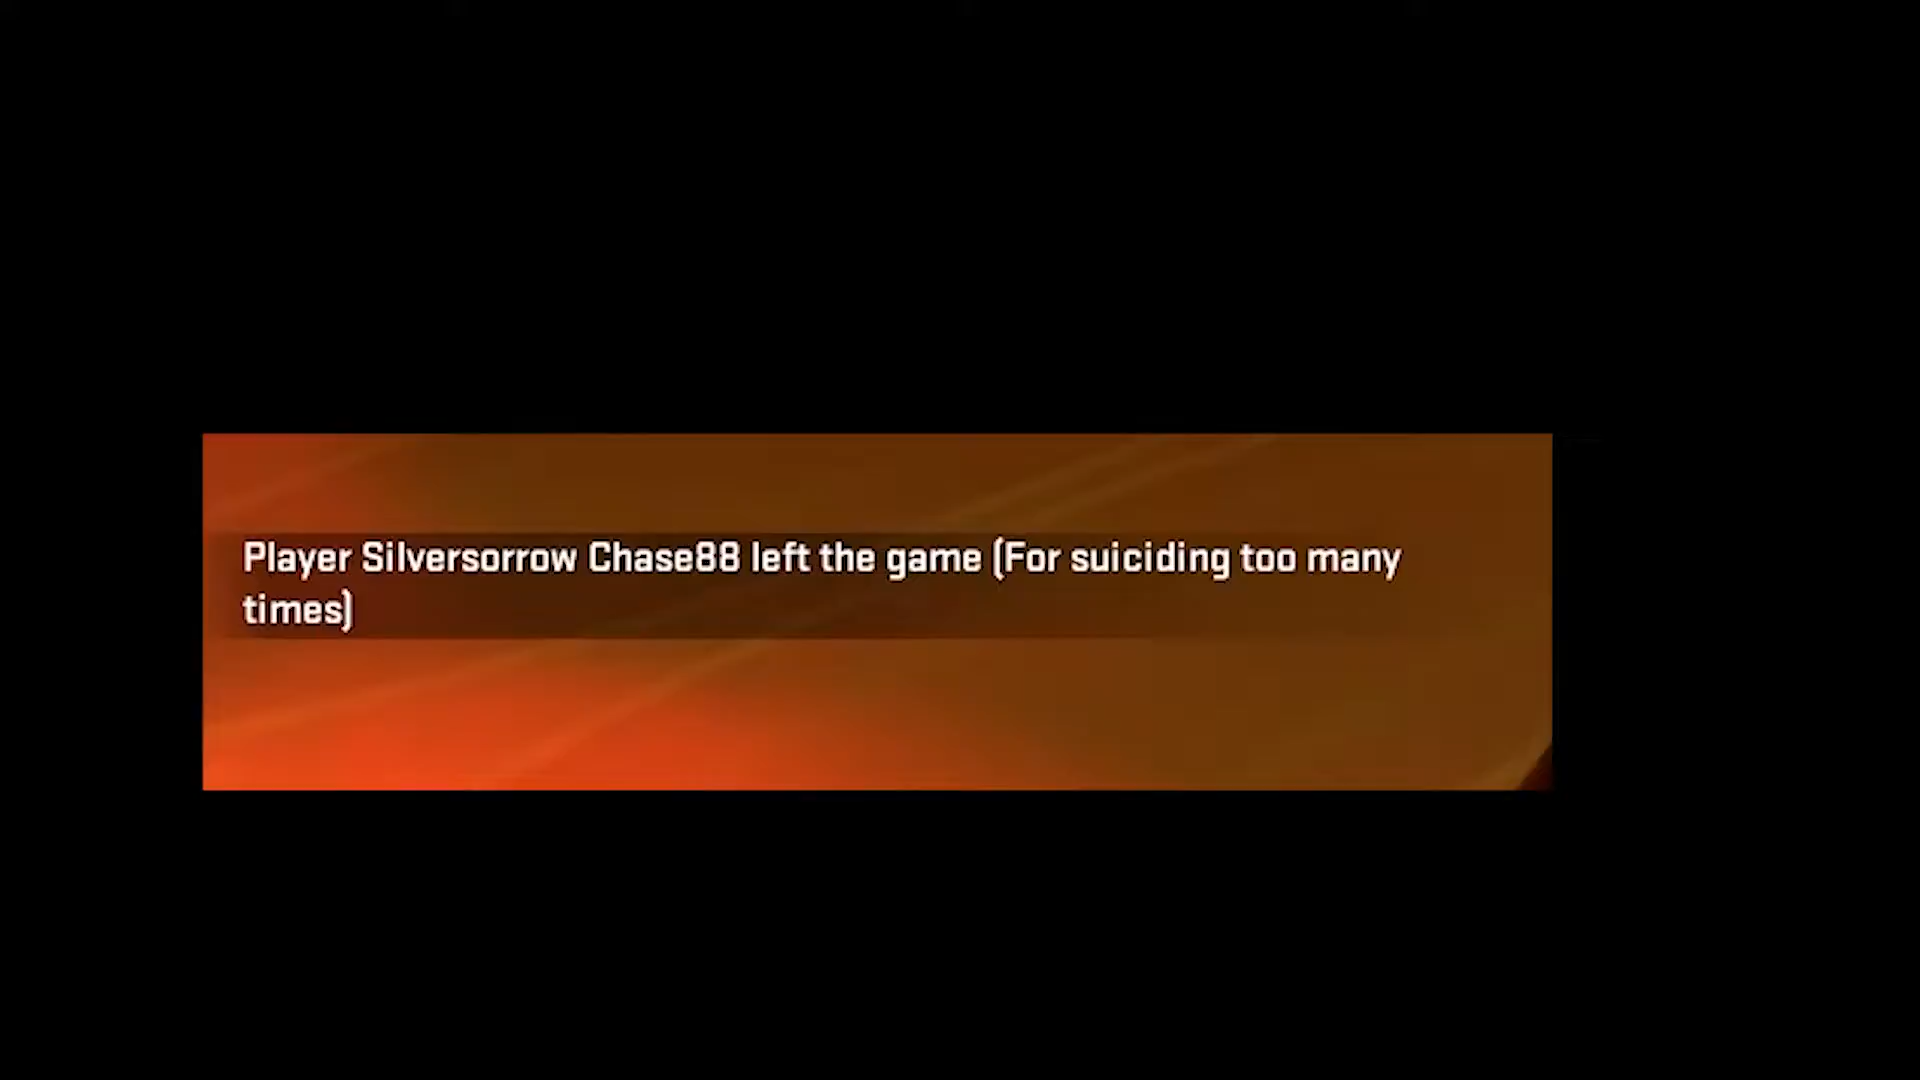 Player Silversorrow Chase88 left the game (For suiciding too many
times)